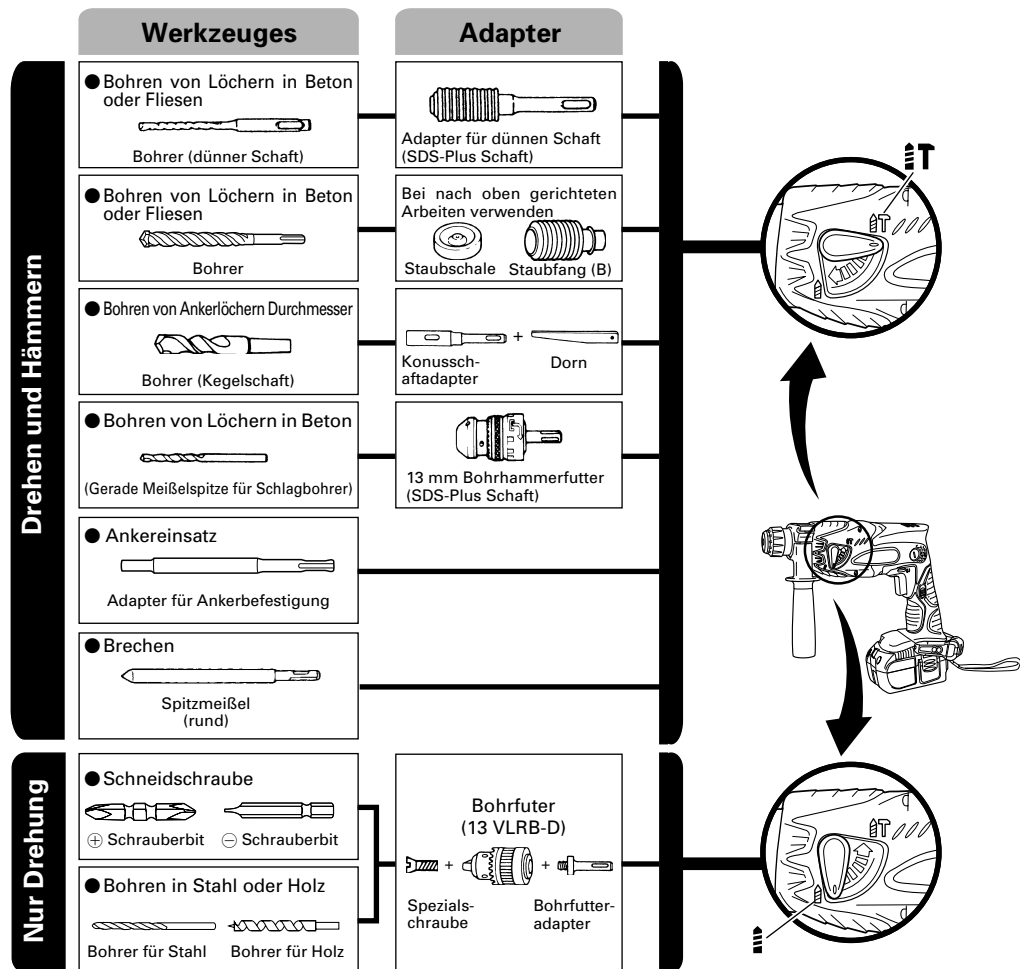 Werkzeuges
Adapter
Drehen und Hämmern
● Bohren von Löchern in Beton
oder Fliesen
Bohrer (dünner Schaft)
Adapter für dünnen Schaft
(SDS-Plus Schaft)
● Bohren von Löchern in Beton
oder Fliesen
Bohrer
Bei nach oben gerichteten
Arbeiten verwenden
Staubschale Staubfang (B)
● Bohren von Ankerlöchern Durchmesser
Bohrer (Kegelschaft)
+
Konussch-
aftadapter
Dorn
● Bohren von Löchern in Beton
(Gerade Meißelspitze für Schlagbohrer)
13 mm Bohrhammerfutter
(SDS-Plus Schaft)
● Ankereinsatz
Adapter für Ankerbefestigung
● Brechen
Spitzmeißel
(rund)
Nur Drehung
● Schneidschraube
⊕ Schrauberbit ⊖ Schrauberbit
● Bohren in Stahl oder Holz
Bohrer für Stahl Bohrer für Holz
Bohrfuter
(13 VLRB-D)
+ +
Spezials-
chraube
Bohrfutter-
adapter